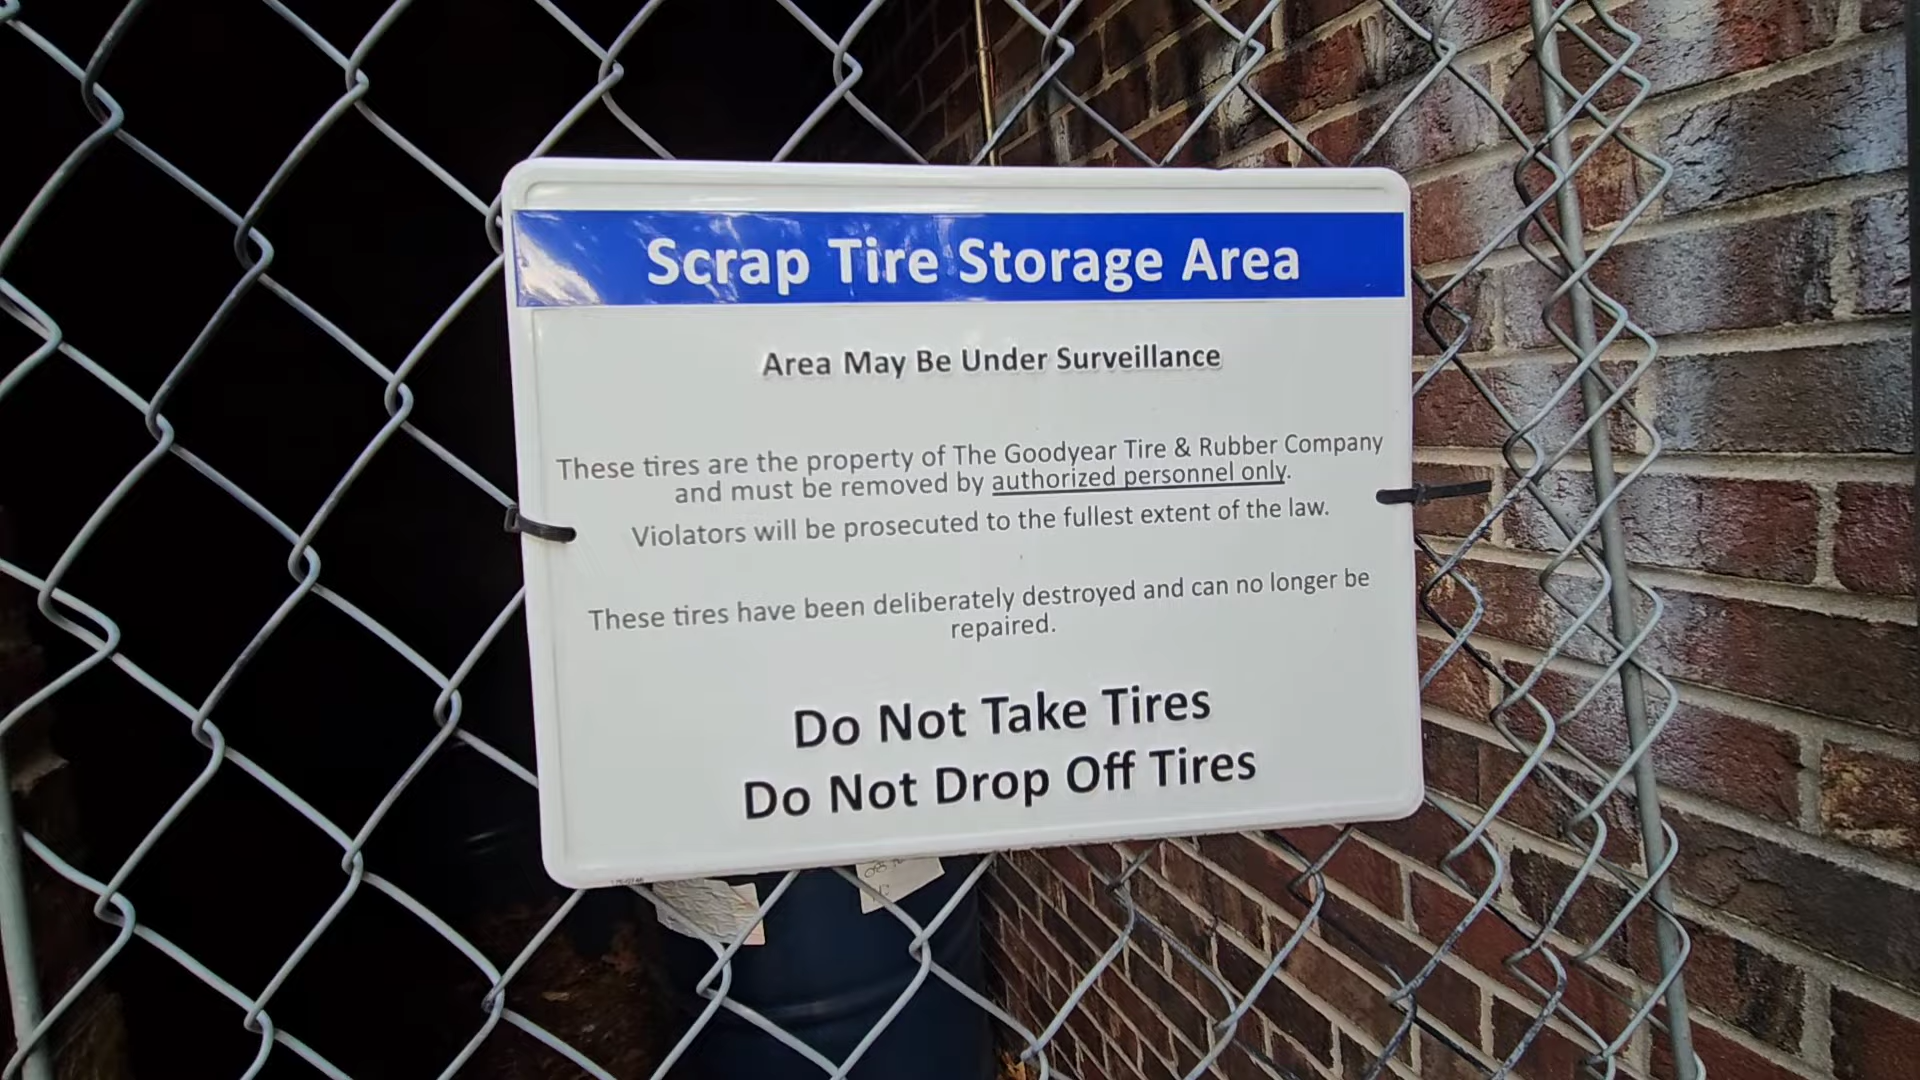 Scrap Tire Storage Area
Area May Be Under Surveillance
These tires are the property of The Goodyear Tire & Rubber Company
and must be removed by authorized personnel only.
Violators will be prosecuted to the fullest extent of the law.
These tires have been deliberately destroyed and can no longer be
repaired.
Do Not Take Tires
Do Not Drop Off Tires